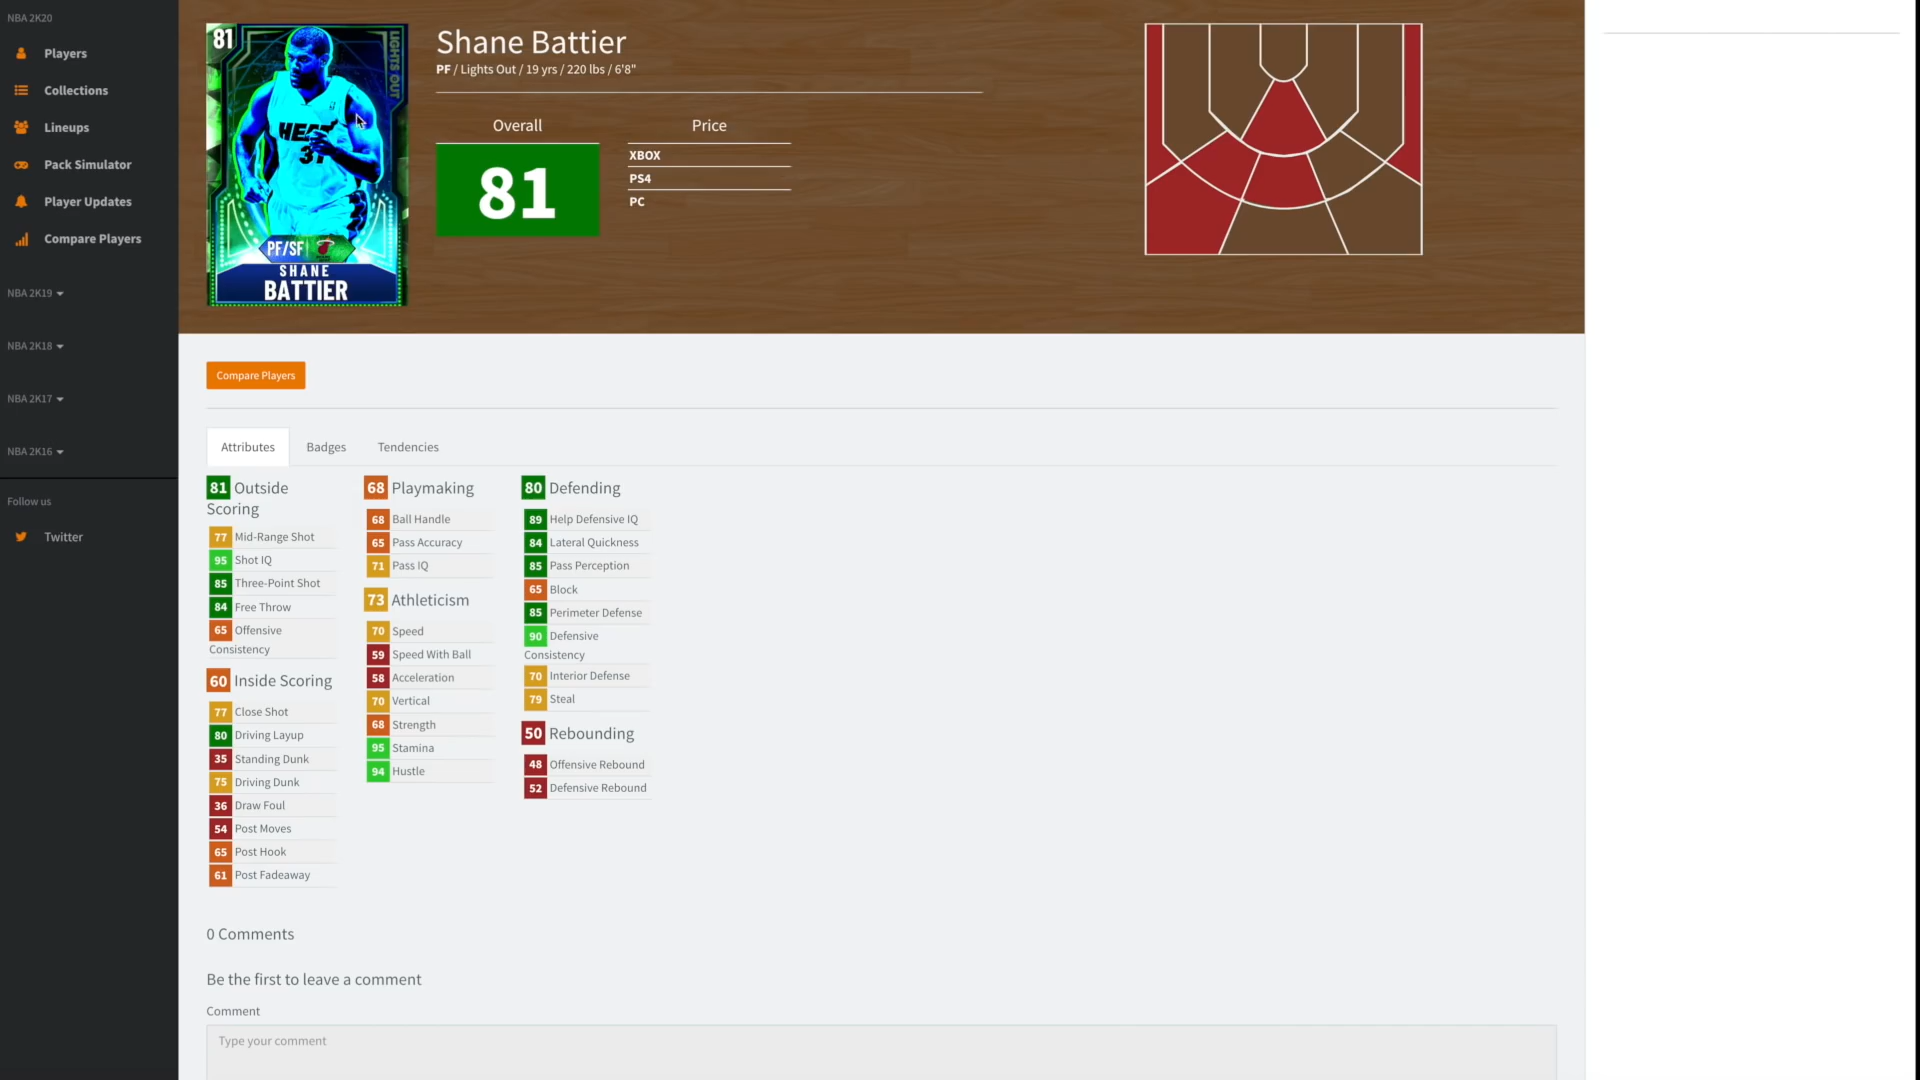 NBA 2K20
Players
Collections
Lineups
Pack Simulator
Player Updates
Compare Players
NBA 2K19
NBA 2K18
NBA 2K17
NBA 2K16
Follow us
Twitter
81
LIGHTS OUT
HEAT
31
PF/SF
SHANE
BATTIER
Shane Battier
PF / Lights Out / 19 yrs / 220 lbs / 6'8"
Overall
81
Price
XBOX
PS4
PC
Compare Players
Attributes
Badges
Tendencies
81 Outside
Scoring
77 Mid-Range Shot
95 Shot IQ
85 Three-Point Shot
84 Free Throw
65 Offensive
Consistency
60 Inside Scoring
77 Close Shot
80 Driving Layup
35 Standing Dunk
75 Driving Dunk
36 Draw Foul
54 Post Moves
65 Post Hook
61 Post Fadeaway
68 Playmaking
68 Ball Handle
65 Pass Accuracy
71 Pass IQ
73 Athleticism
70 Speed
59 Speed With Ball
58 Acceleration
70 Vertical
68 Strength
95 Stamina
94 Hustle
80 Defending
89 Help Defensive IQ
84 Lateral Quickness
85 Pass Perception
65 Block
85 Perimeter Defense
90 Defensive
Consistency
70 Interior Defense
79 Steal
50 Rebounding
48 Offensive Rebound
52 Defensive Rebound
0 Comments
Be the first to leave a comment
Comment
Type your comment